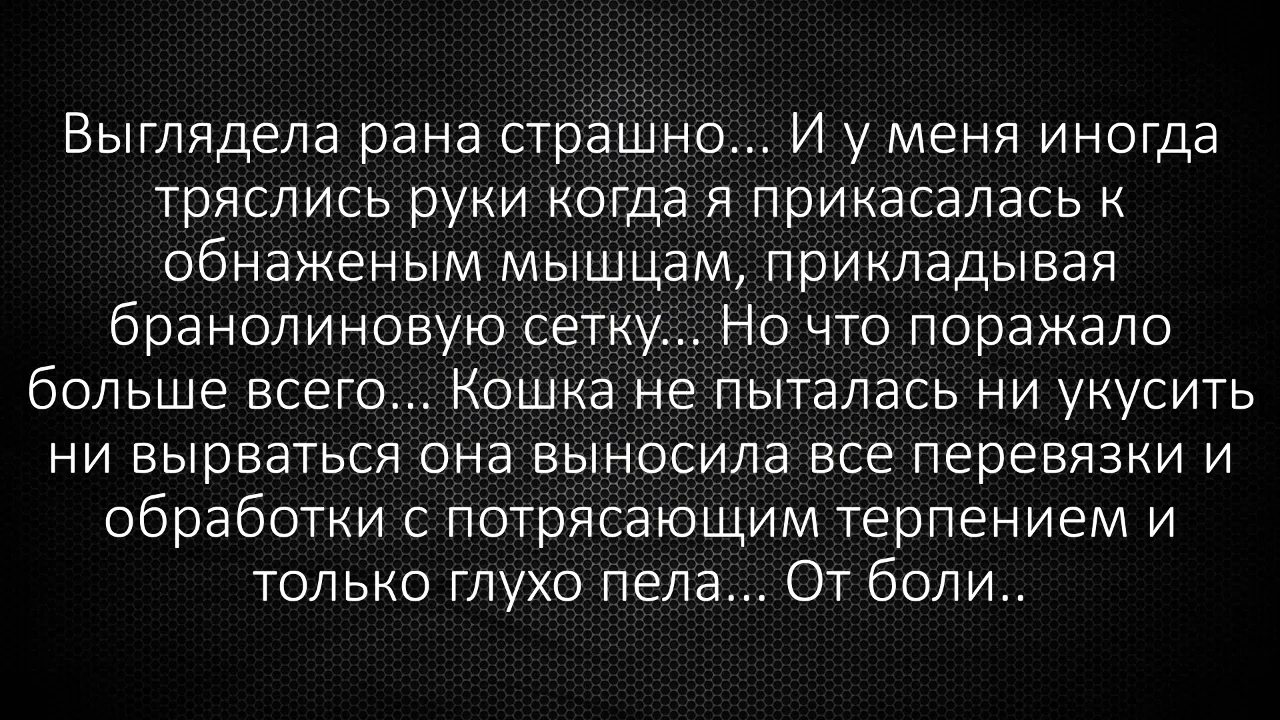 Выглядела рана страшно... И у меня иногда
тряслись руки когда я прикасалась к
обнаженым мышцам, прикладывая
бранолиновую сетку... Но что поражало
больше всего... Кошка не пыталась ни укусить
ни вырваться она выносила все перевязки и
обработки с потрясающим терпением и
только глухо пела... От боли..